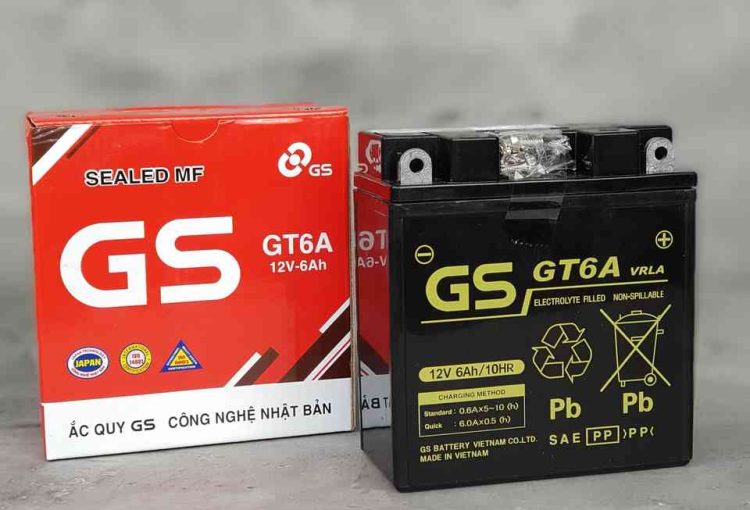 SEALED MF
GS
GS
GT6A
12V-6Ah
JAPAN
ISO
14001
ẮC QUY GS CÔNG NGHỆ NHẬT BẢN
GS
GT6A VRLA
ELECTROLYTE FILLED NON-SPILLABLE
12V 6Ah/10HR
CHARGING METHOD
Standard : 0.6A×5~10 (h)
Quick : 6.0A×0.5 (h)
GS BATTERY VIETNAM CO.LTD.
MADE IN VIETNAM
Pb
Pb
SAE PP >PP<